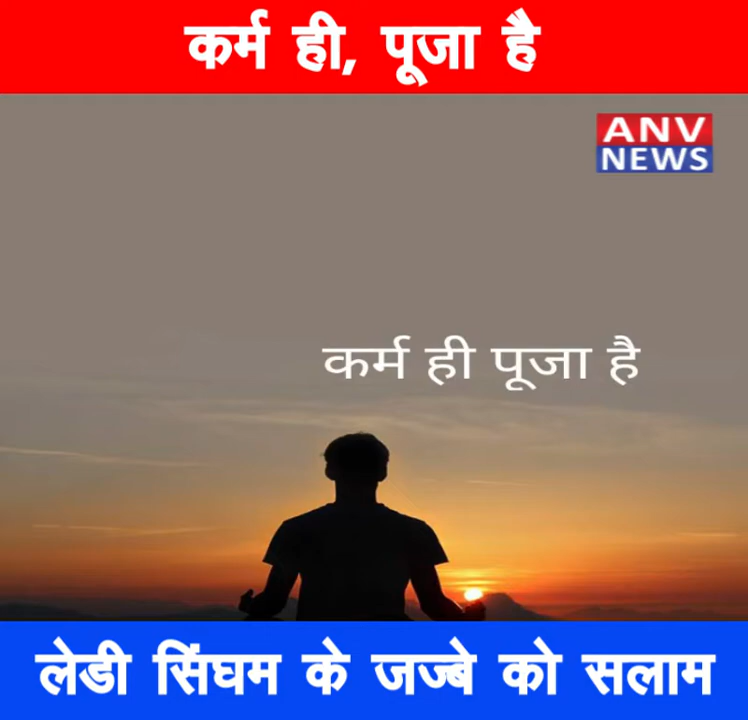 कर्म ही, पूजा है
ANV
NEWS
कर्म ही पूजा है
लेडी सिंघम के जज्बे को सलाम